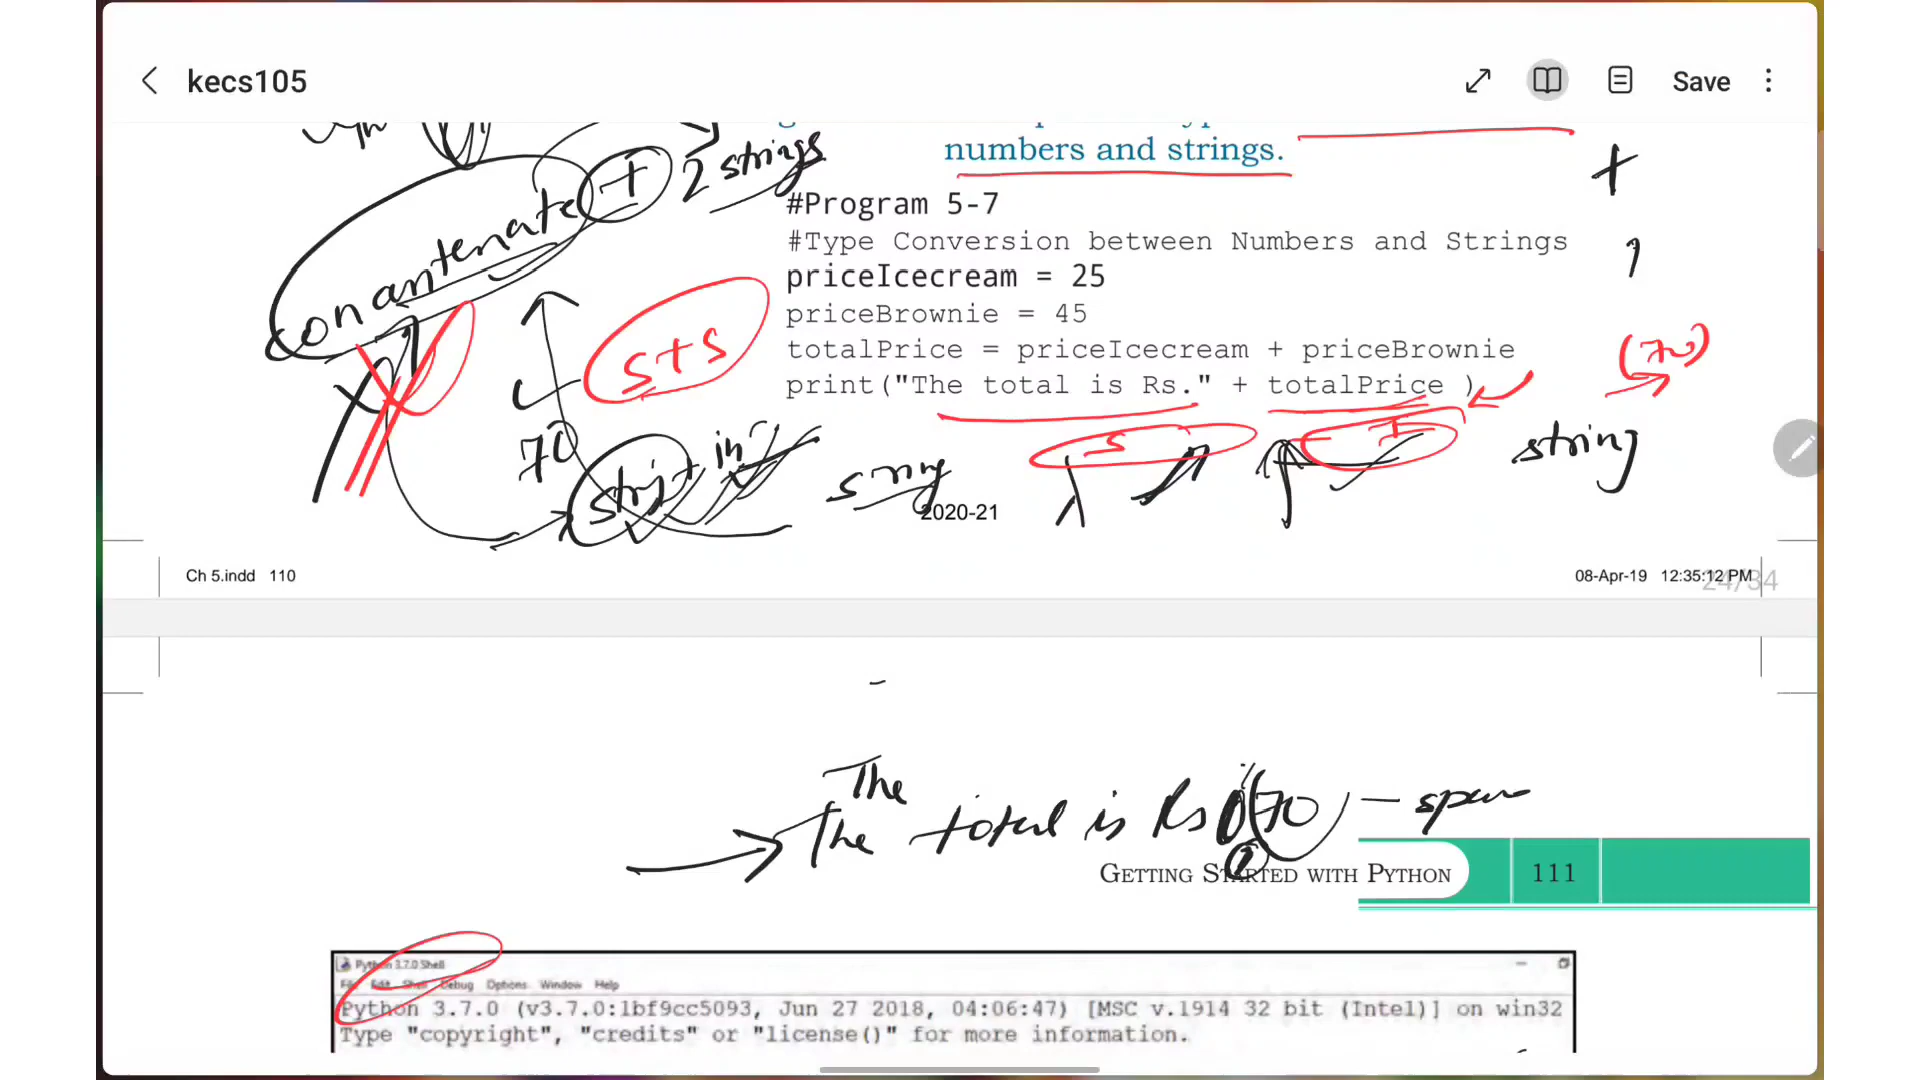 kecs105
Save
numbers and strings.
+ 2 strings
conantenate
#Program 5-7
#Type Conversion between Numbers and Strings
priceIcecream = 25
priceBrownie = 45
totalPrice = priceIcecream + priceBrownie
print("The total is Rs." + totalPrice )
+
s+s
(70)
70
s
I
string
2020-21
Ch 5.indd 110
08-Apr-19 12:35:12 PM
24/34
The
The total is Rs (70) —
GETTING STARTED WITH PYTHON 111
Python 3.7.0 Shell
File Edit Shell Debug Options Window Help
Python 3.7.0 (v3.7.0:1bf9cc5093, Jun 27 2018, 04:06:47) [MSC v.1914 32 bit (Intel)] on win32
Type "copyright", "credits" or "license()" for more information.